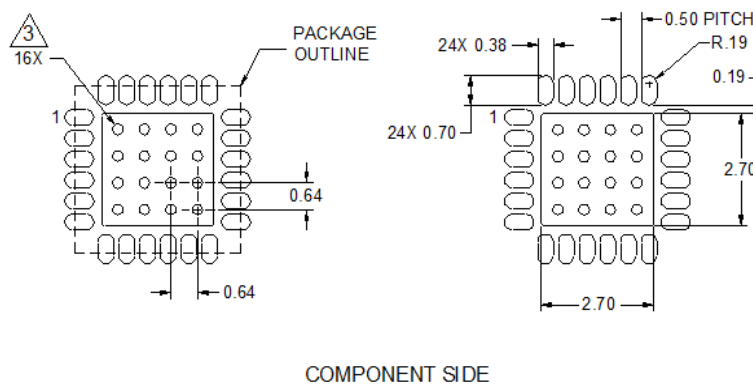 3
16X
PACKAGE
OUTLINE
1
0.64
0.64
24X 0.38
0.50 PITCH
R.19
0.19
24X 0.70
1
2.70
2.70
COMPONENT SIDE